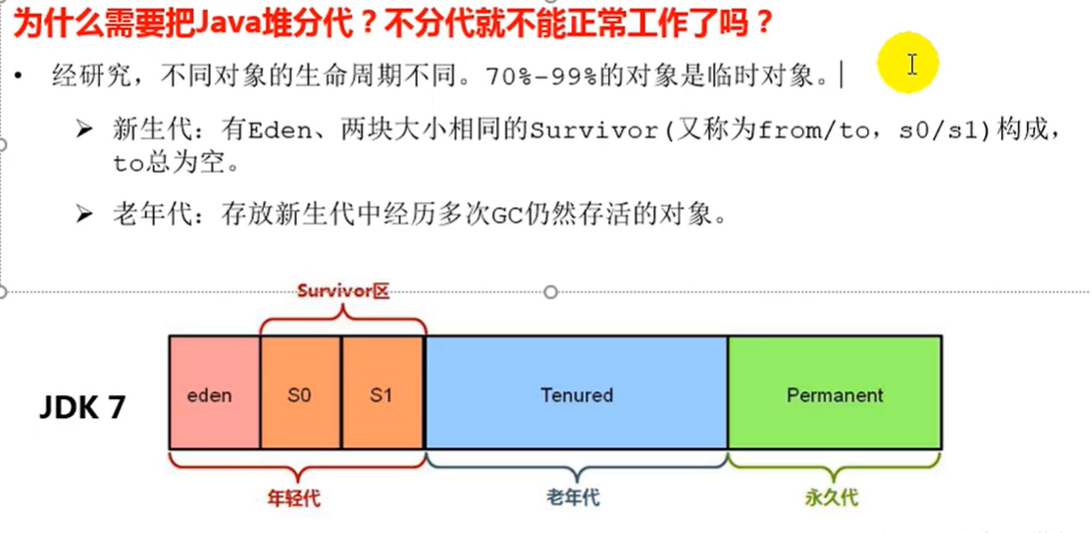 为什么需要把Java堆分代？不分代就不能正常工作了吗？
• 经研究，不同对象的生命周期不同。70%-99%的对象是临时对象。
➢ 新生代：有Eden、两块大小相同的Survivor(又称为from/to，s0/s1)构成，
to总为空。
➢ 老年代：存放新生代中经历多次GC仍然存活的对象。
Survivor区
JDK 7
eden S0 S1 Tenured Permanent
年轻代 老年代 永久代